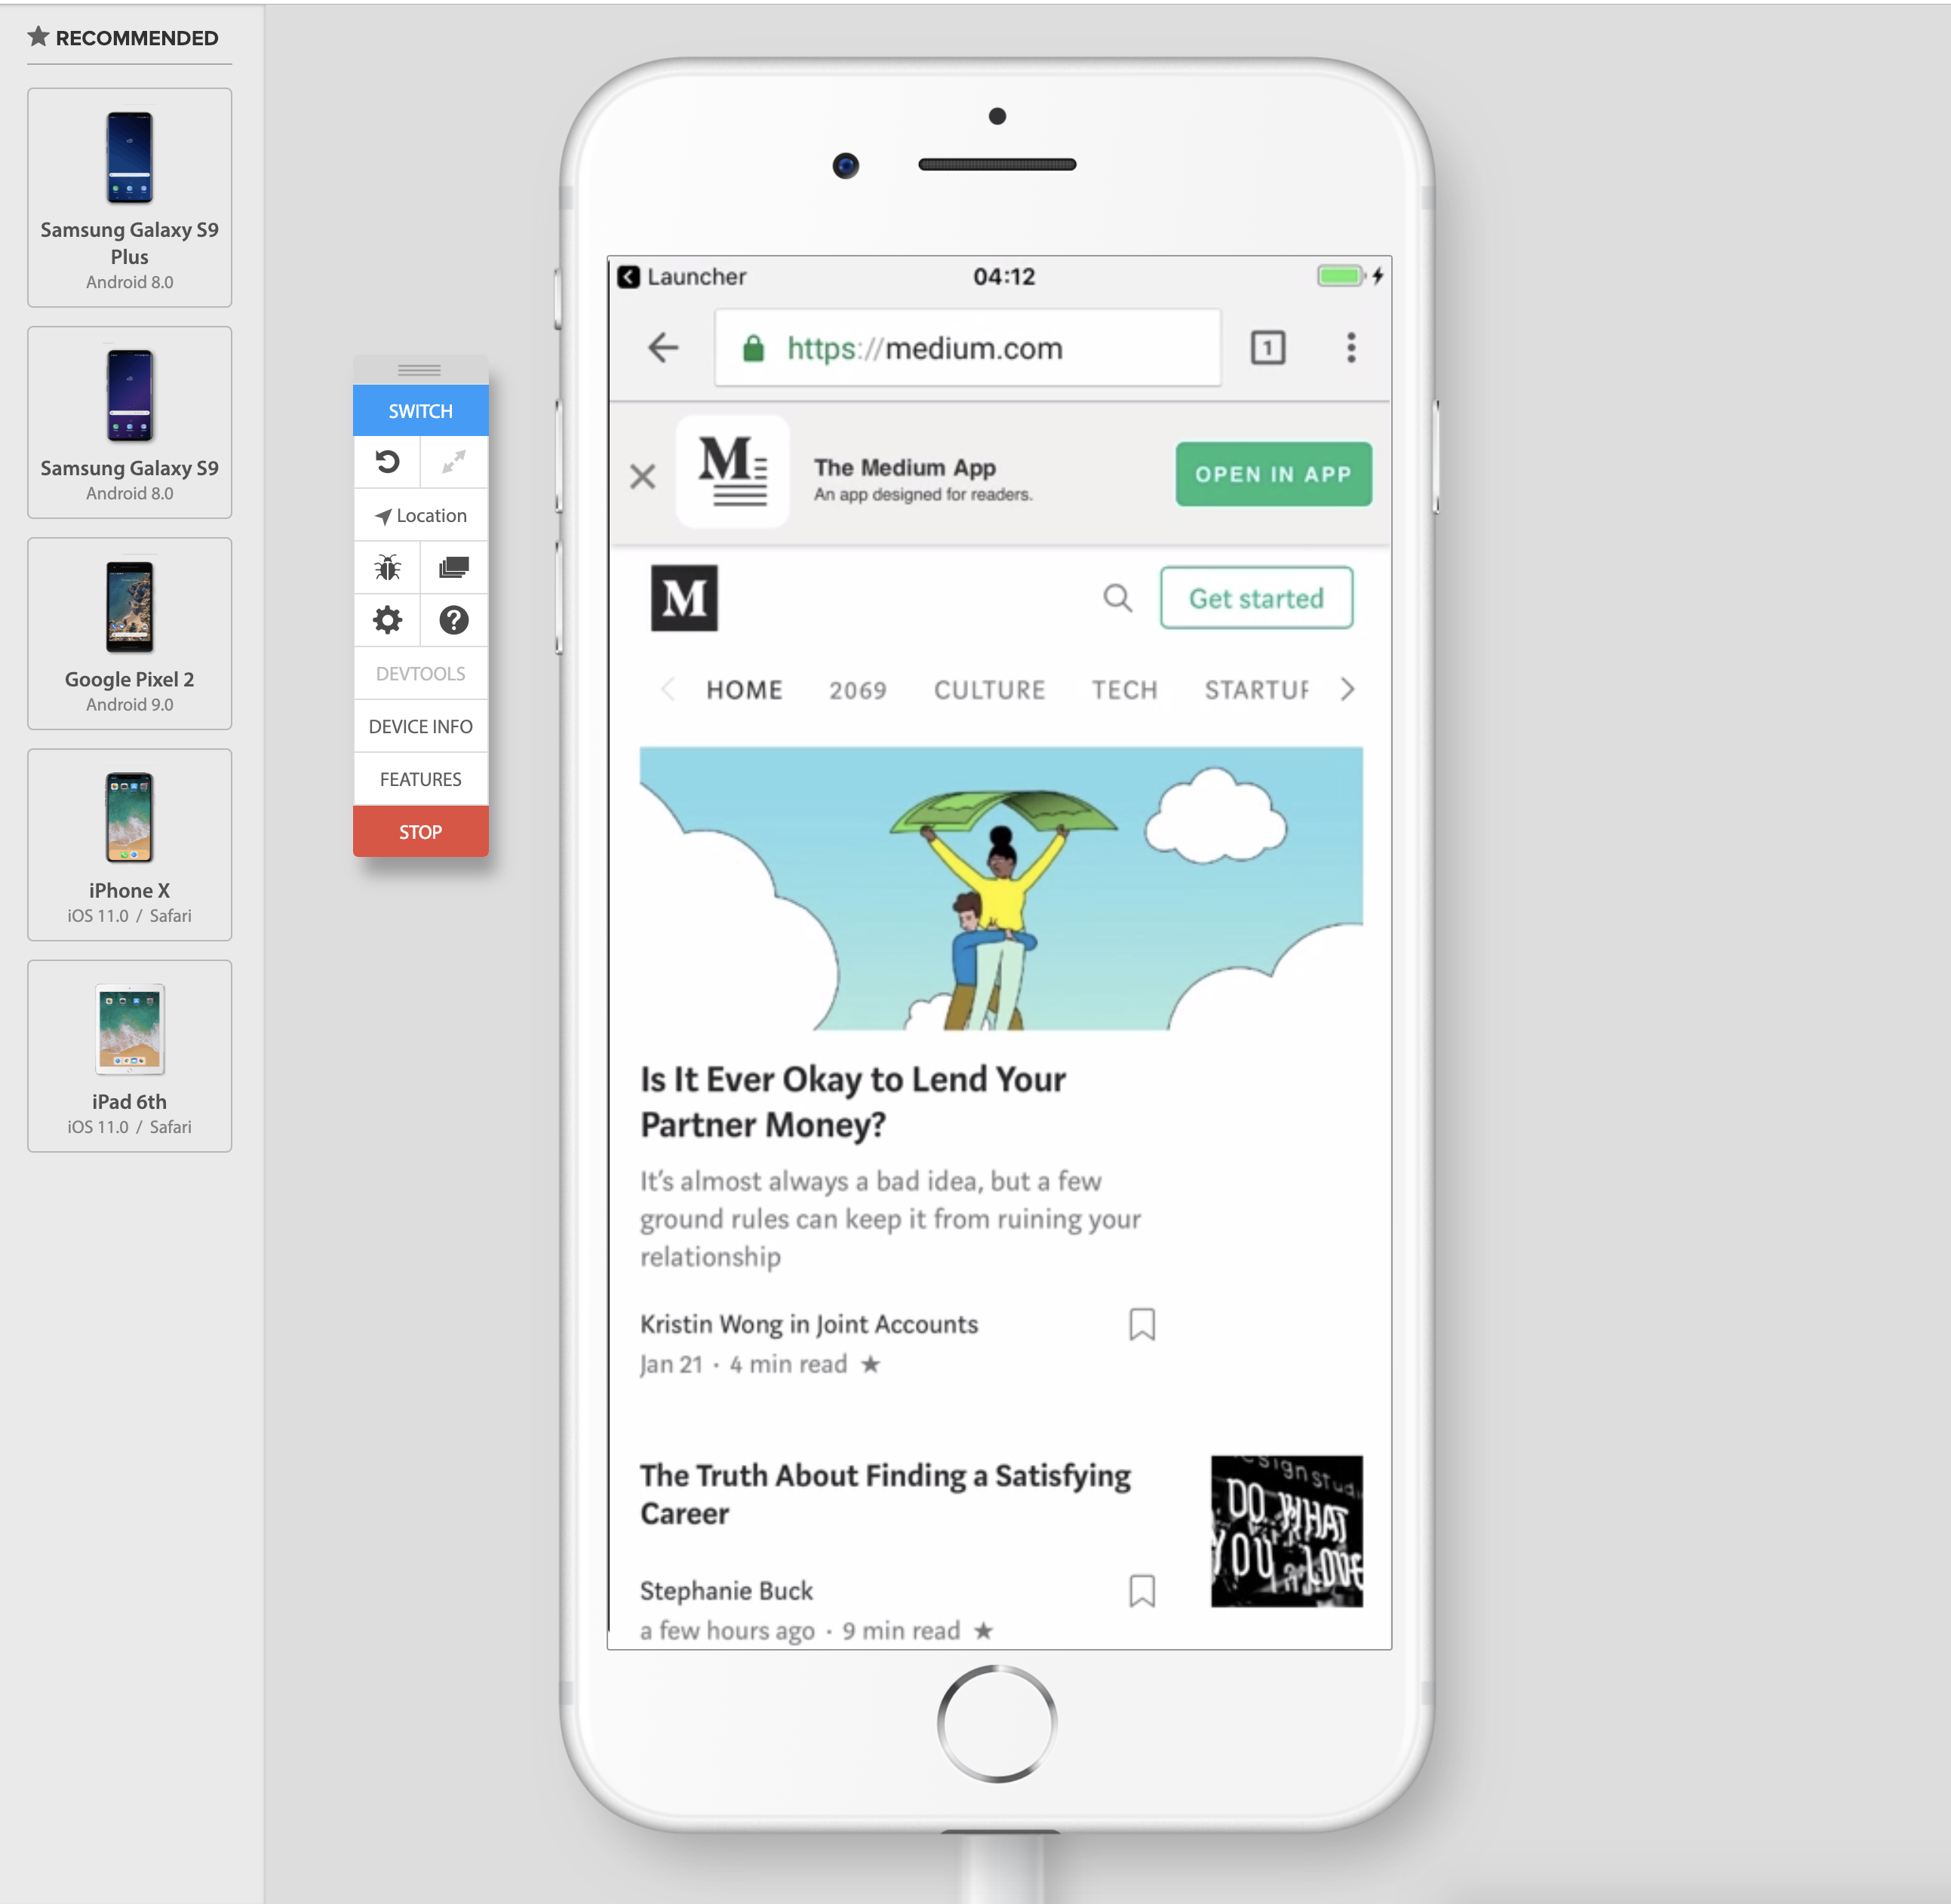 RECOMMENDED
Samsung Galaxy S9
Plus
Android 8.0
Samsung Galaxy S9
Android 8.0
Google Pixel 2
Android 9.0
iPhone X
iOS 11.0 / Safari
iPad 6th
iOS 11.0 / Safari
SWITCH
Location
DEVTOOLS
DEVICE INFO
FEATURES
STOP
Launcher 04:12
https://medium.com 1
M
The Medium App
An app designed for readers.
OPEN IN APP
M
Get started
HOME 2069 CULTURE TECH STARTUP
Is It Ever Okay to Lend Your
Partner Money?
It's almost always a bad idea, but a few
ground rules can keep it from ruining your
relationship
Kristin Wong in Joint Accounts
Jan 21 · 4 min read ★
The Truth About Finding a Satisfying
Career
DO WHAT
YOU LOVE
Stephanie Buck
a few hours ago · 9 min read ★